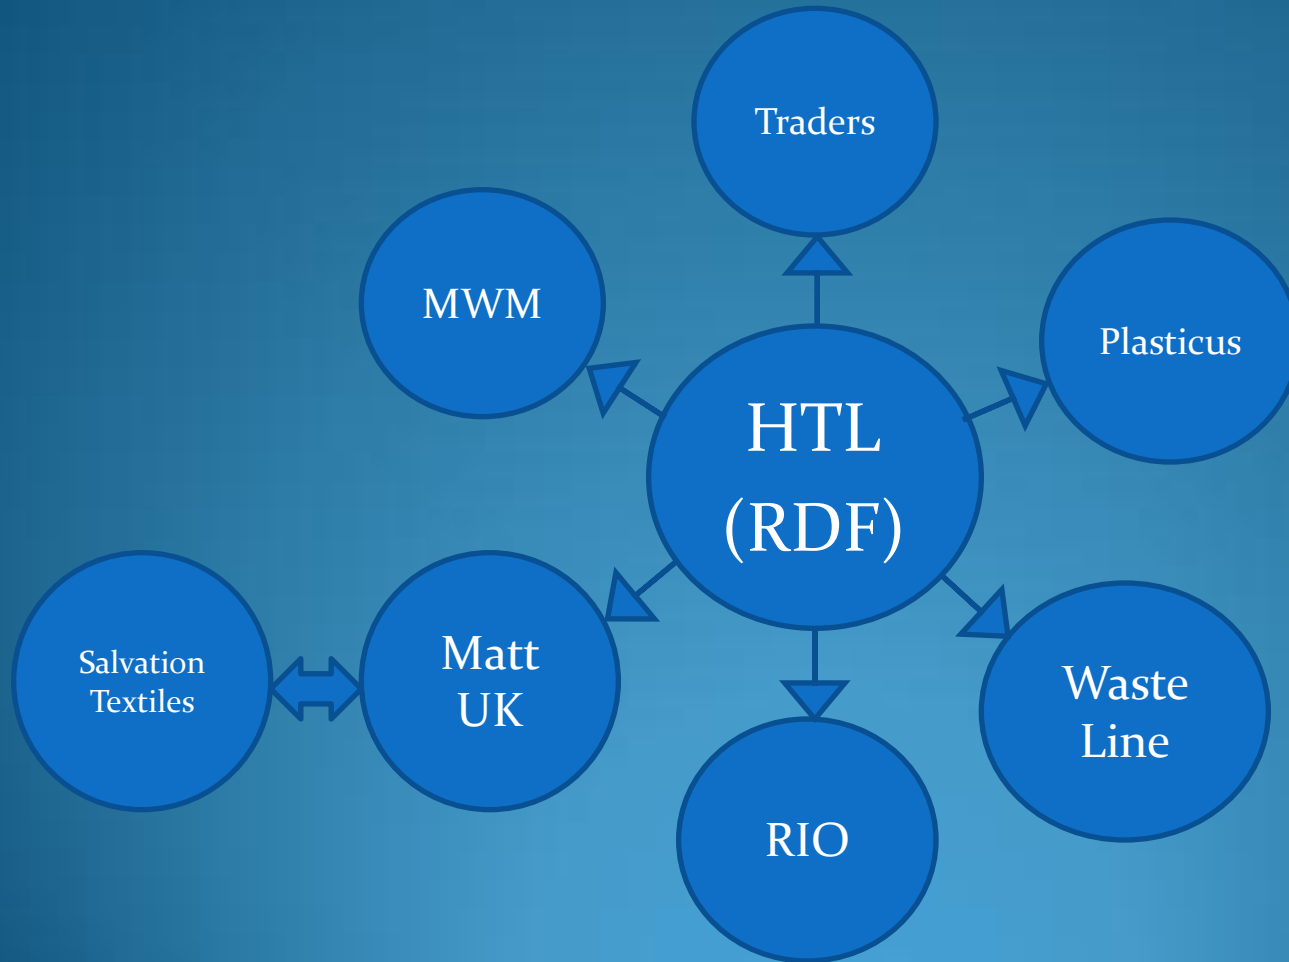 Traders
MWM
Plasticus
HTL
(RDF)
Salvation
Textiles
Matt
UK
Waste
Line
RIO